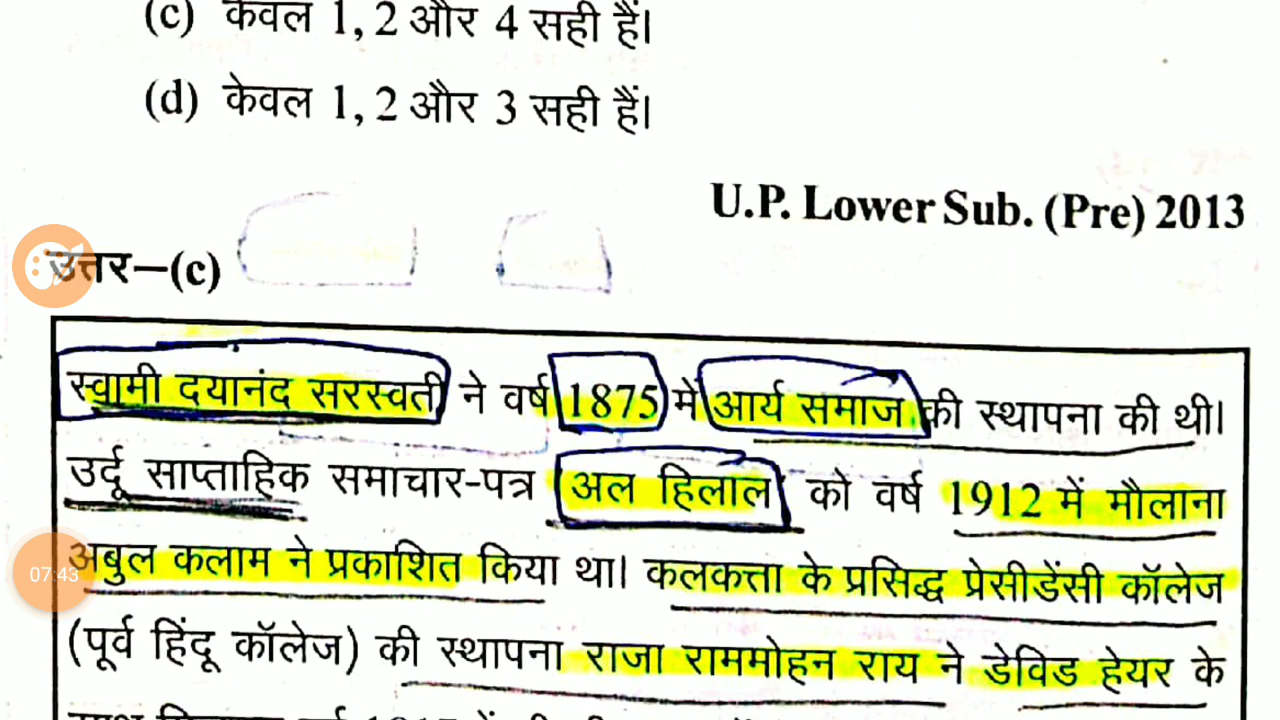 (c) केवल 1, 2 और 4 सही हैं।
(d) केवल 1, 2 और 3 सही हैं।
U.P. Lower Sub. (Pre) 2013
उत्तर–(c)
स्वामी दयानंद सरस्वती ने वर्ष 1875 में आर्य समाज की स्थापना की थी।
उर्दू साप्ताहिक समाचार-पत्र अल हिलाल को वर्ष 1912 में मौलाना
07:43
अबुल कलाम ने प्रकाशित किया था। कलकत्ता के प्रसिद्ध प्रेसीडेंसी कॉलेज
(पूर्व हिंदू कॉलेज) की स्थापना राजा राममोहन राय ने डेविड हेयर के